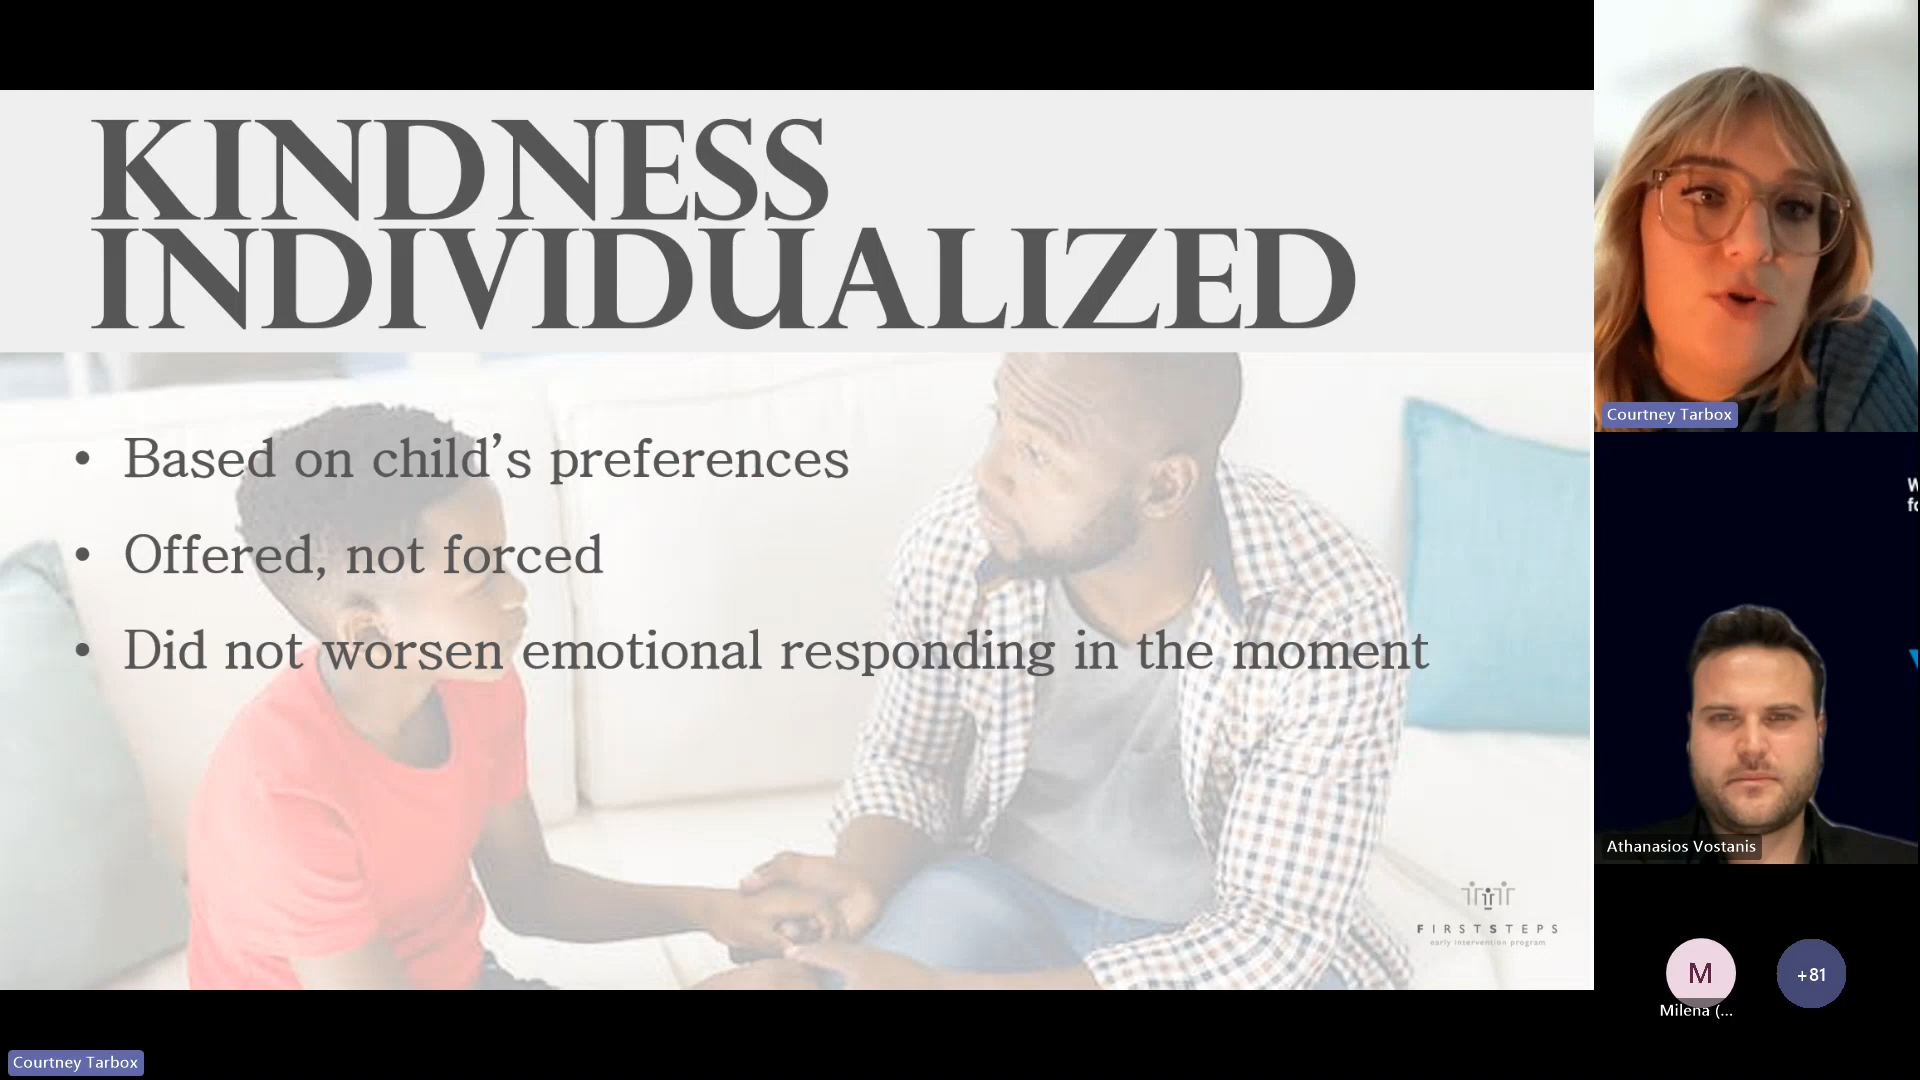 KINDNESS
INDIVIDUALIZED
• Based on child's preferences
• Offered, not forced
• Did not worsen emotional responding in the moment
FIRSTSTEPS
early intervention program
Courtney Tarbox
Athanasios Vostanis
M
+81
Milena (...
Courtney Tarbox